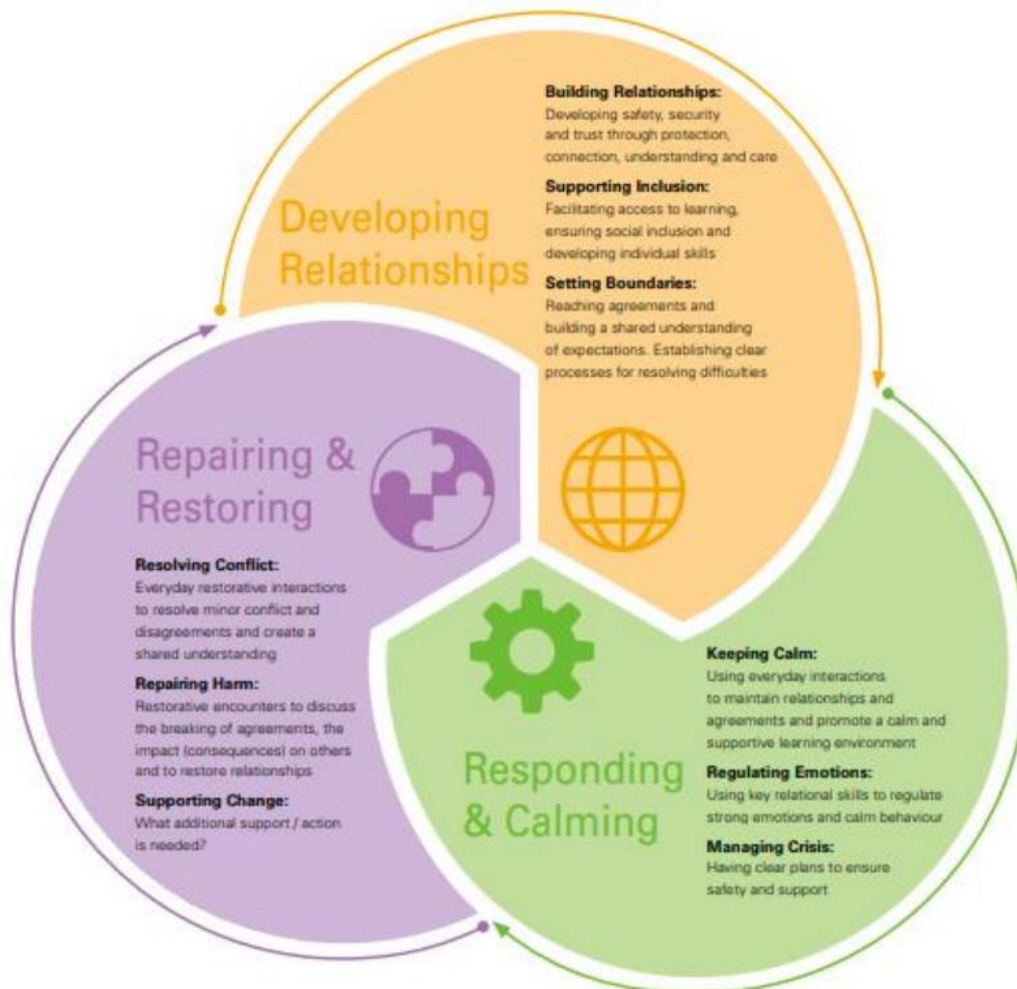 Developing
Relationships
Building Relationships:
Developing safety, security
and trust through protection,
connection, understanding and care
Supporting Inclusion:
Facilitating access to learning,
ensuring social inclusion and
developing individual skills
Setting Boundaries:
Reaching agreements and
building a shared understanding
of expectations. Establishing clear
processes for resolving difficulties
Responding
& Calming
Keeping Calm:
Using everyday interactions
to maintain relationships and
agreements and promote a calm and
supportive learning environment
Regulating Emotions:
Using key relational skills to regulate
strong emotions and calm behaviour
Managing Crisis:
Having clear plans to ensure
safety and support
Repairing &
Restoring
Resolving Conflict:
Everyday restorative interactions
to resolve minor conflict and
disagreements and create a
shared understanding
Repairing Harm:
Restorative encounters to discuss
the breaking of agreements, the
impact (consequences) on others
and to restore relationships
Supporting Change:
What additional support / action
is needed?